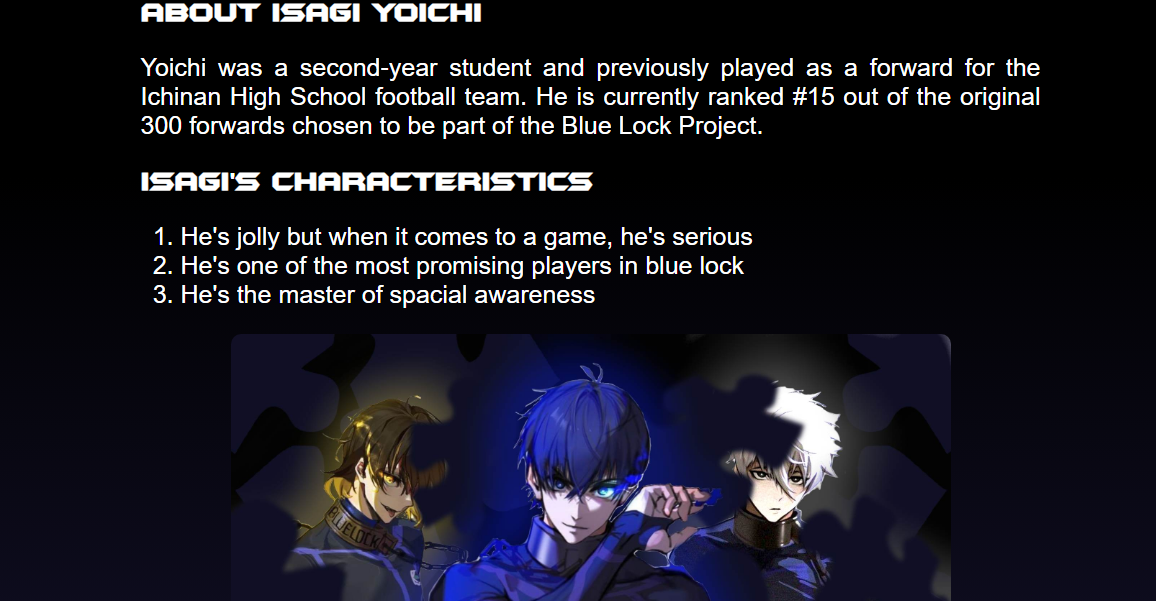 ABOUT ISAGI YOICHI
Yoichi was a second-year student and previously played as a forward for the
Ichinan High School football team. He is currently ranked #15 out of the original
300 forwards chosen to be part of the Blue Lock Project.
ISAGI'S CHARACTERISTICS
1. He's jolly but when it comes to a game, he's serious
2. He's one of the most promising players in blue lock
3. He's the master of spacial awareness
BLUELOCK